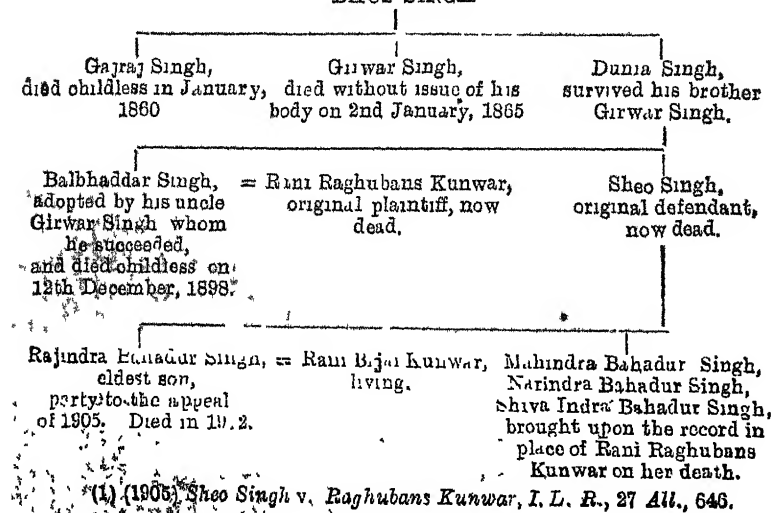 Gajraj Singh,
died childless in January,
1860
Girwar Singh,
died without issue of his
body on 2nd January, 1865
Dunia Singh,
survived his brother
Girwar Singh.
Balbhaddar Singh,
adopted by his uncle
Girwar Singh whom
he succeeded,
and died childless on
12th December, 1898.
= Rani Raghubans Kunwar,
original plaintiff, now
dead.
Sheo Singh,
original defendant,
now dead.
Rajindra Bahadur Singh,
eldest son,
party to the appeal
of 1905. Died in
= Rani Bijai Kunwar,
living.
Mahindra Bahadur Singh,
Narindra Bahadur Singh,
Shiva Indra Bahadur Singh,
brought upon the record in
place of Rani Raghubans
Kunwar on her death.
(1) (1905) Sheo Singh v. Raghubans Kunwar, I. L. R., 27 All., 646.